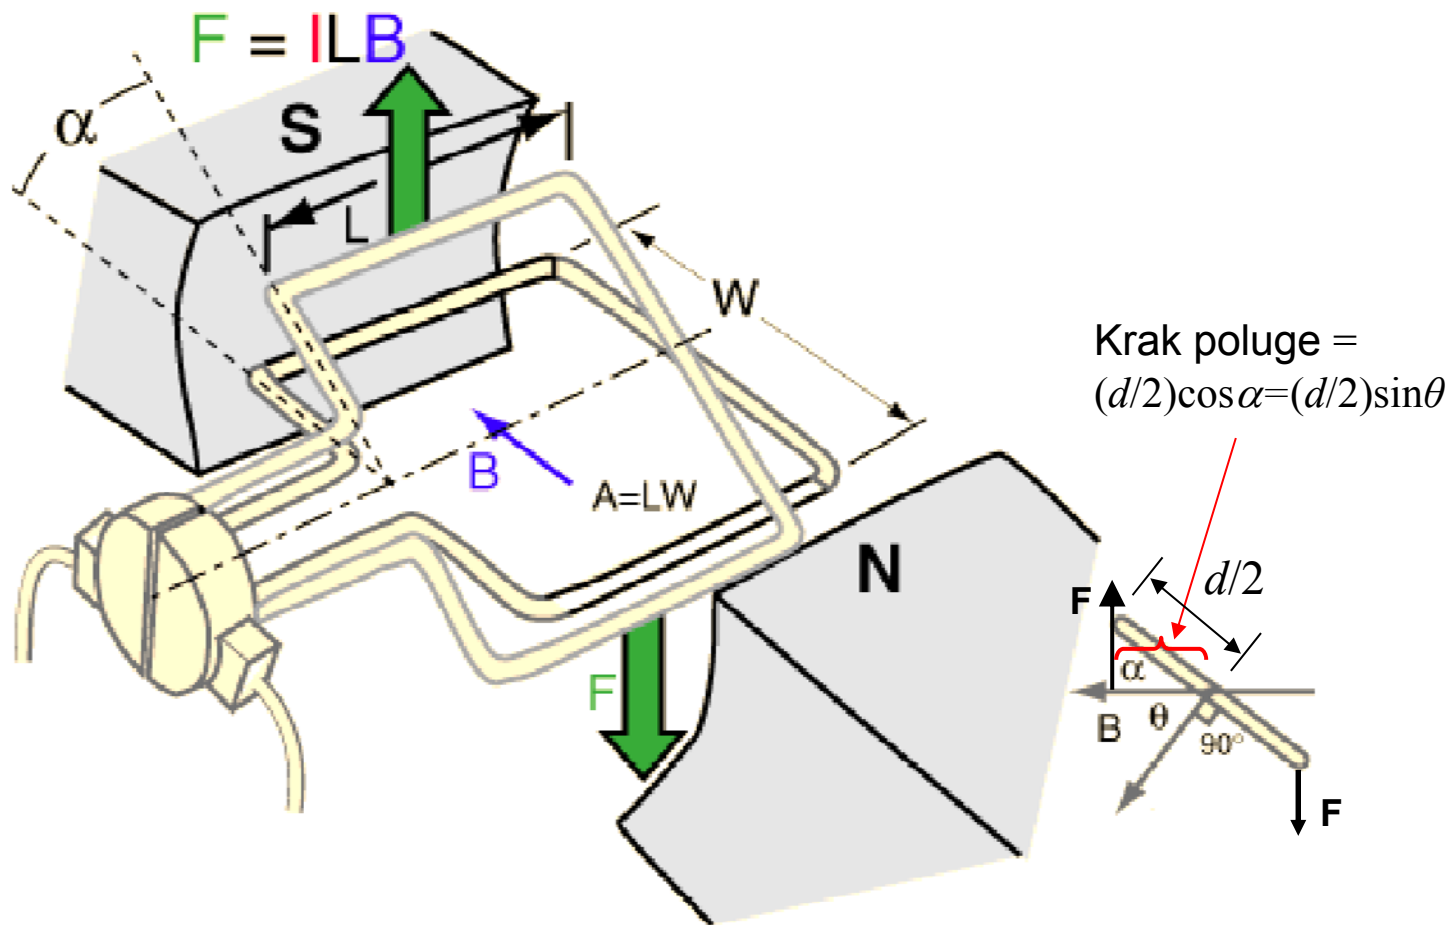 F = ILB
α
S
L
W
B
A=LW
N
F
Krak poluge =
(d/2)cosα=(d/2)sinθ
d/2
F
α
B
θ
90°
F